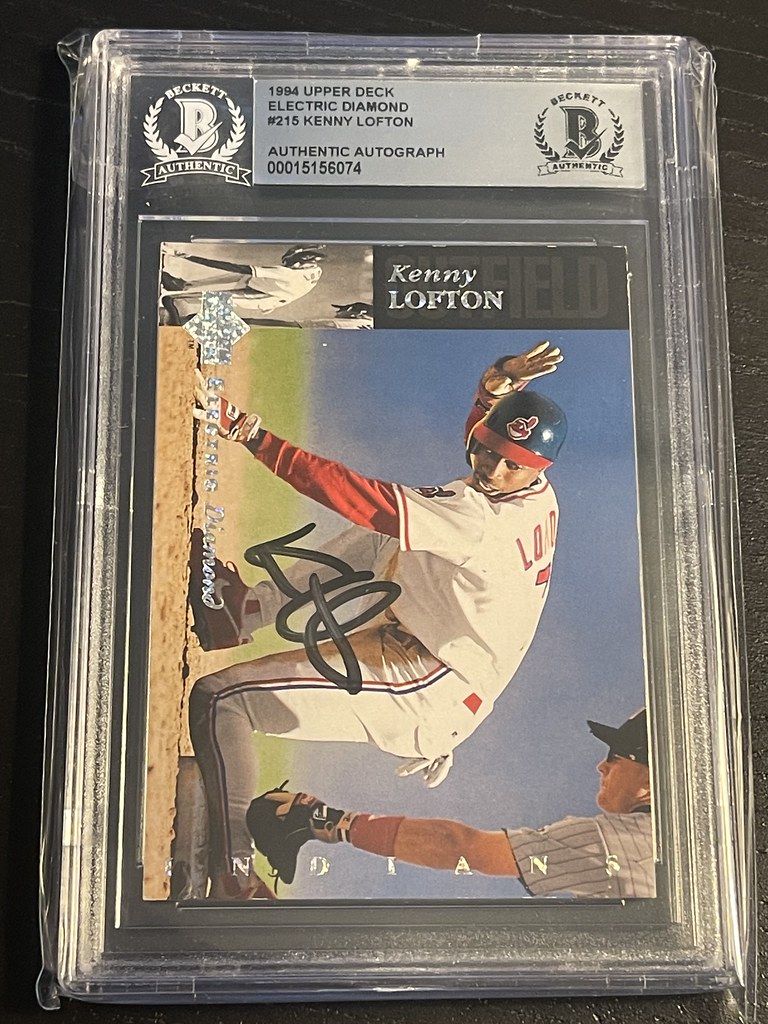 BECKETT
B
AUTHENTIC
1994 UPPER DECK
ELECTRIC DIAMOND
#215 KENNY LOFTON
AUTHENTIC AUTOGRAPH
00015156074
BECKETT
B
AUTHENTIC
Kenny
LOFTON
Electric Diamond
INDIANS